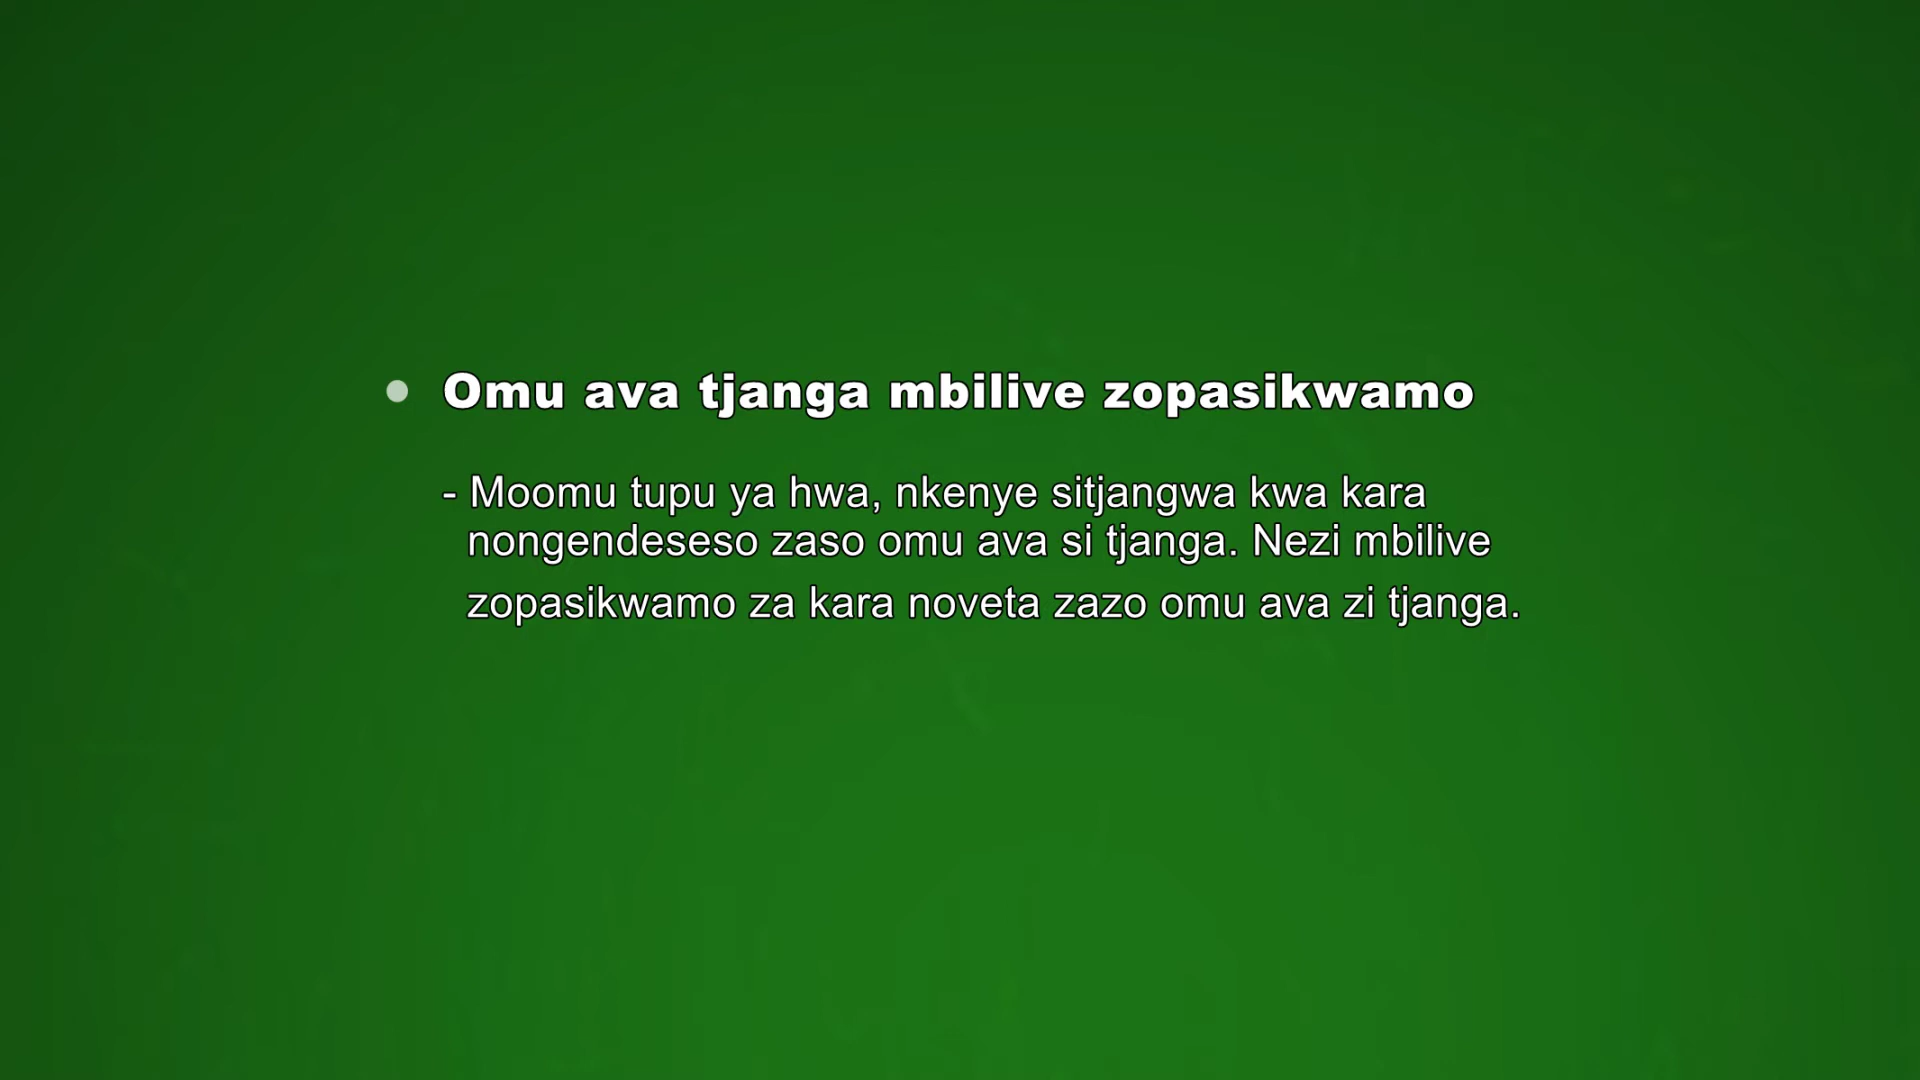 • Omu ava tjanga mbilive zopasikwamo
- Moomu tupu ya hwa, nkenye sitjangwa kwa kara
nongendeseso zaso omu ava si tjanga. Nezi mbilive
zopasikwamo za kara noveta zazo omu ava zi tjanga.